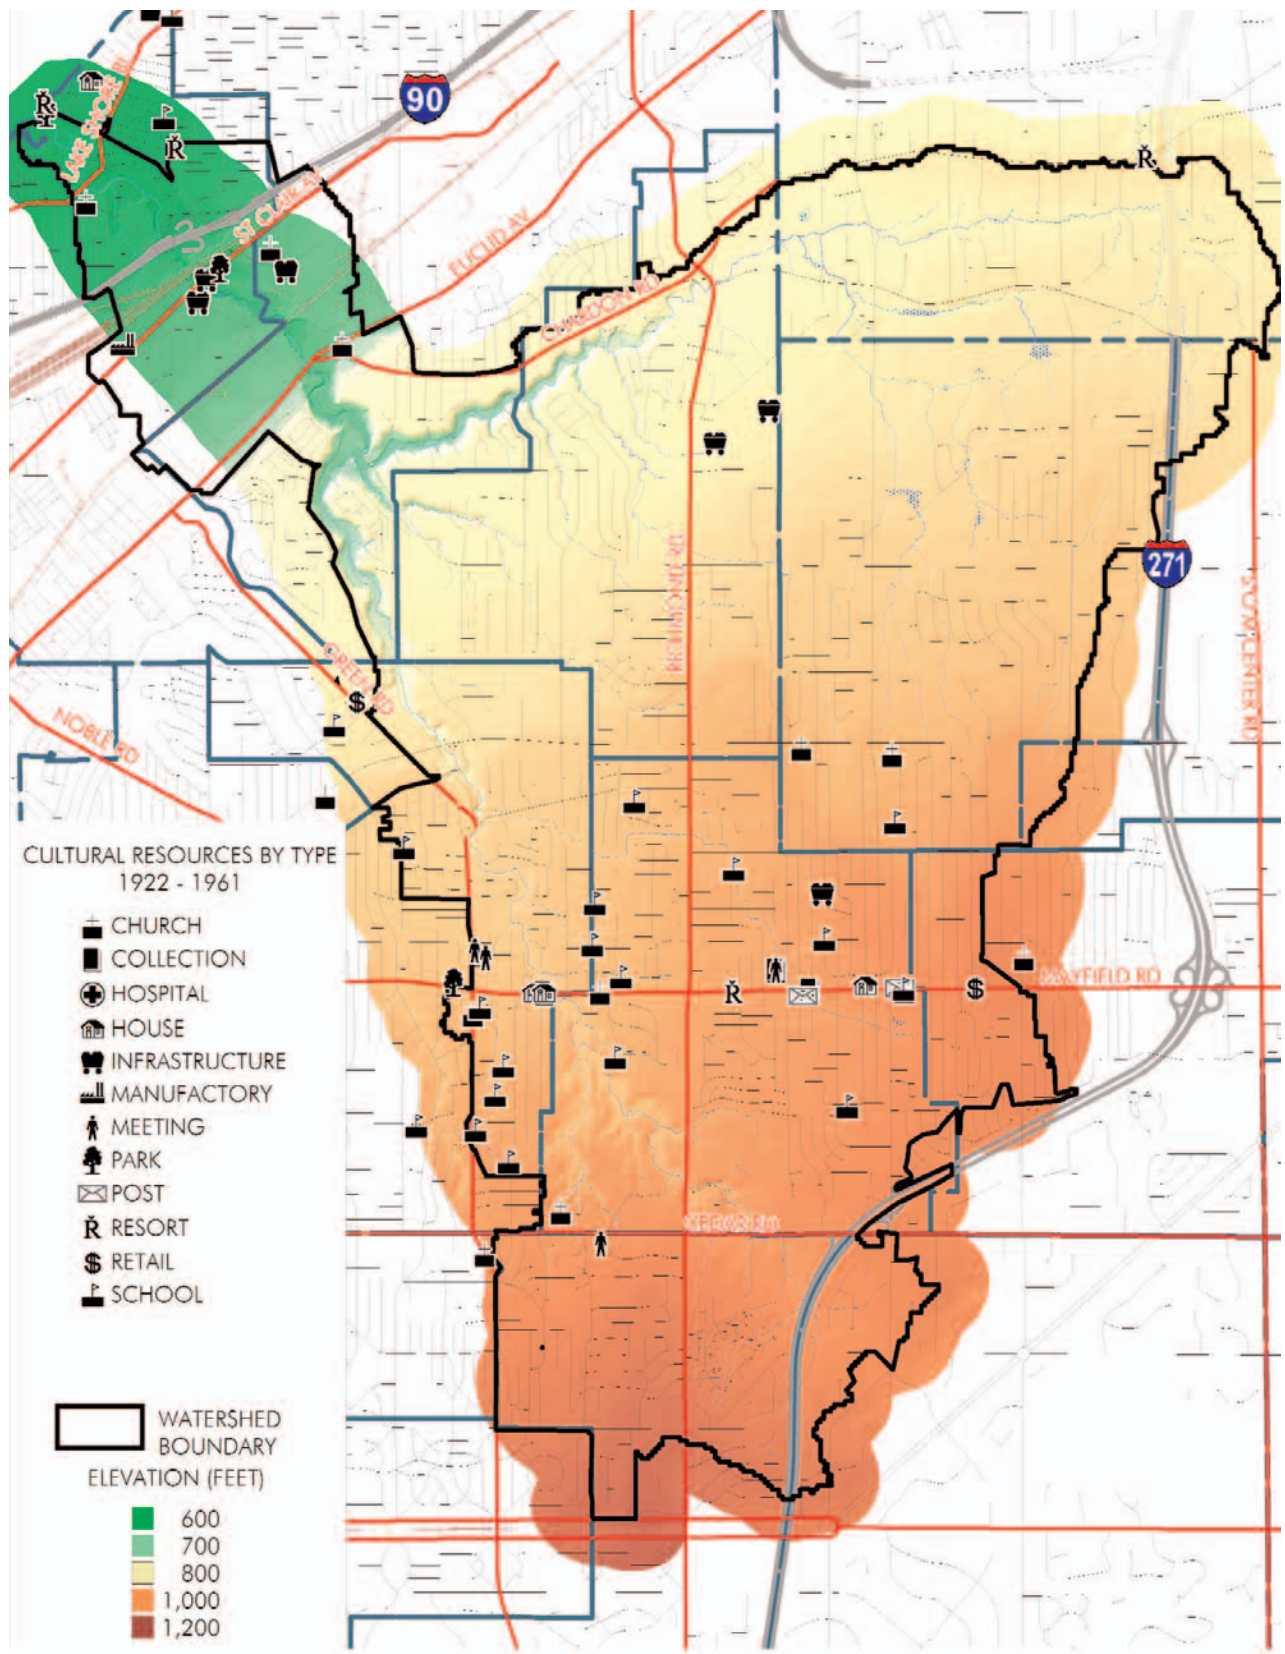 90
LAKE SHORE BL
ST CLAIR AV
EUCLID AV
CHARDON RD
RICHMOND RD
271
SOM CENTER RD
GREEN RD
$
NOBLE RD
MAYFIELD RD
Ř
Ř
Ř
Ř
$
CEDAR RD
CULTURAL RESOURCES BY TYPE
1922 - 1961
CHURCH
COLLECTION
HOSPITAL
HOUSE
INFRASTRUCTURE
MANUFACTORY
MEETING
PARK
POST
Ř RESORT
$ RETAIL
SCHOOL
WATERSHED
BOUNDARY
ELEVATION (FEET)
600
700
800
1,000
1,200